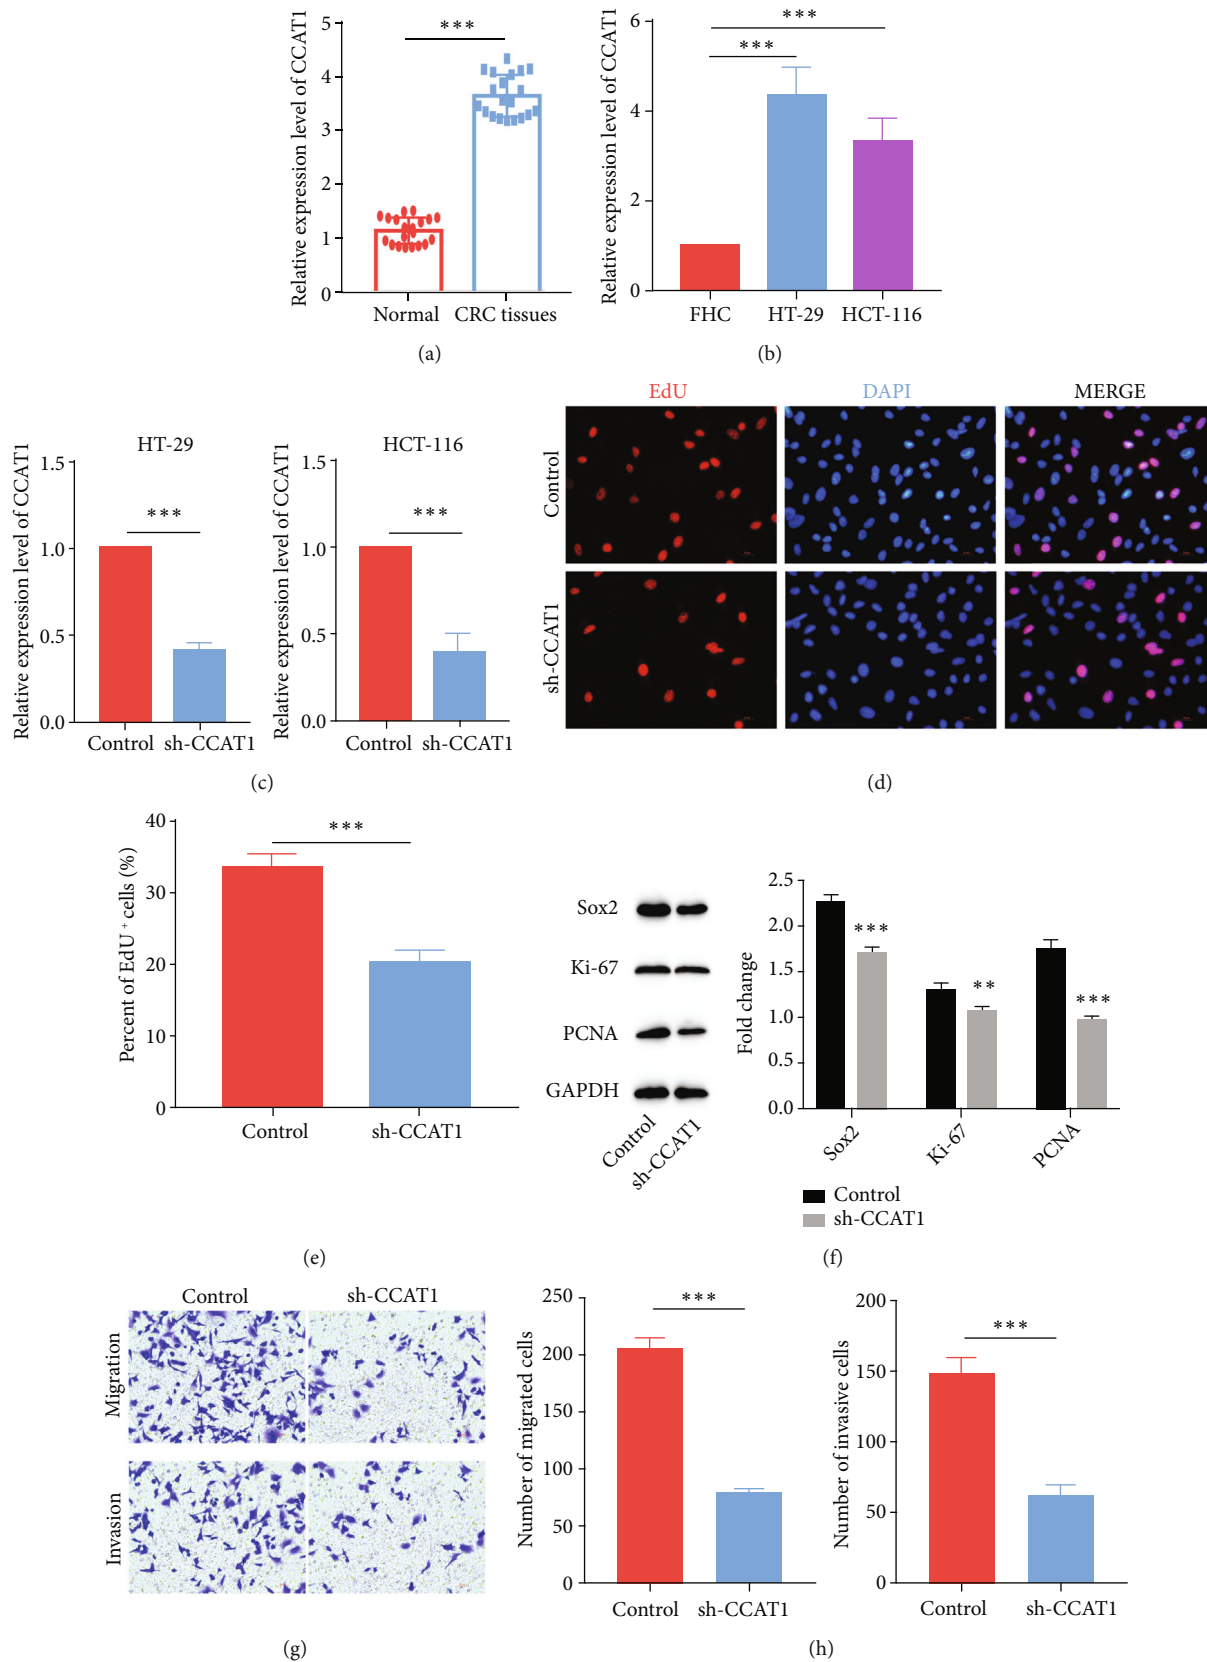 Relative expression level of CCAT1
5
4
3
2
1
0
***
Normal
CRC tissues
(a)
Relative expression level of CCAT1
6
4
2
0
***
***
FHC
HT-29
HCT-116
(b)
HT-29
Relative expression level of CCAT1
1.5
1.0
0.5
0.0
***
Control
sh-CCAT1
HCT-116
Relative expression level of CCAT1
1.5
1.0
0.5
0.0
***
Control
sh-CCAT1
(c)
EdU
DAPI
MERGE
Control
sh-CCAT1
(d)
Percent of EdU + cells (%)
40
30
20
10
0
***
Control
sh-CCAT1
(e)
Sox2
Ki-67
PCNA
GAPDH
Control
sh-CCAT1
Fold change
2.5
2.0
1.5
1.0
0.5
0.0
***
**
***
Sox2
Ki-67
PCNA
Control
sh-CCAT1
(f)
Control
sh-CCAT1
Migration
Invasion
(g)
Number of migrated cells
250
200
150
100
50
0
***
Control
sh-CCAT1
Number of invasive cells
200
150
100
50
0
***
Control
sh-CCAT1
(h)